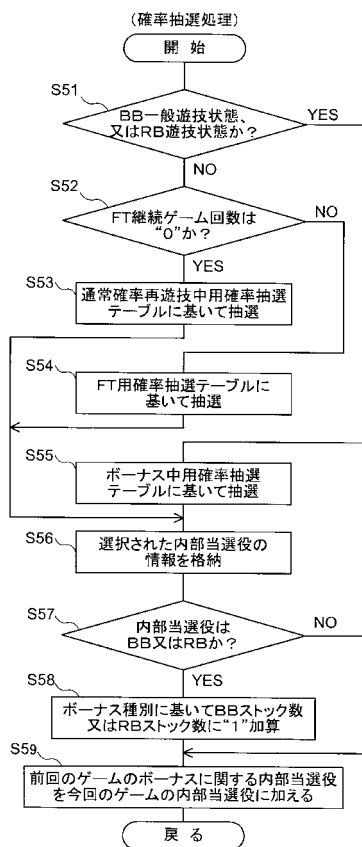 (確率抽選処理)
開 始
S51
BB一般遊技状態、
又はRB遊技状態か?
YES
NO
S52
FT継続ゲーム回数は
“0”か?
NO
YES
S53
通常確率再遊技中用確率抽選
テーブルに基いて抽選
S54
FT用確率抽選テーブルに
基いて抽選
S55
ボーナス中用確率抽選
テーブルに基いて抽選
S56
選択された内部当選役の
情報を格納
S57
内部当選役は
BB又はRBか?
NO
YES
S58
ボーナス種別に基いてBBストック数
又はRBストック数に“1”加算
S59
前回のゲームのボーナスに関する内部当選役
を今回のゲームの内部当選役に加える
戻 る